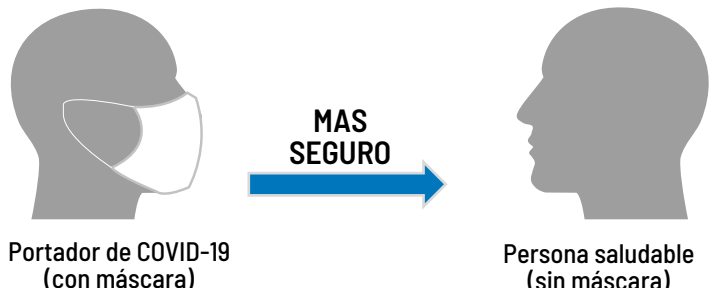 MAS
SEGURO
Portador de COVID-19
(con máscara)
Persona saludable
(sin máscara)